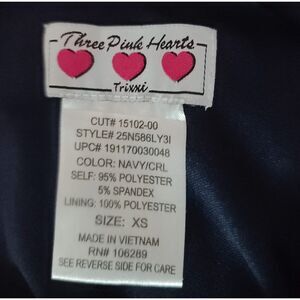 Three Pink Hearts
Trixxi
CUT# 15102-00
STYLE# 25N586LY3I
UPC# 191170030048
COLOR: NAVY/CRL
SELF: 95% POLYESTER
5% SPANDEX
LINING: 100% POLYESTER
SIZE: XS
MADE IN VIETNAM
RN# 106289
SEE REVERSE SIDE FOR CARE